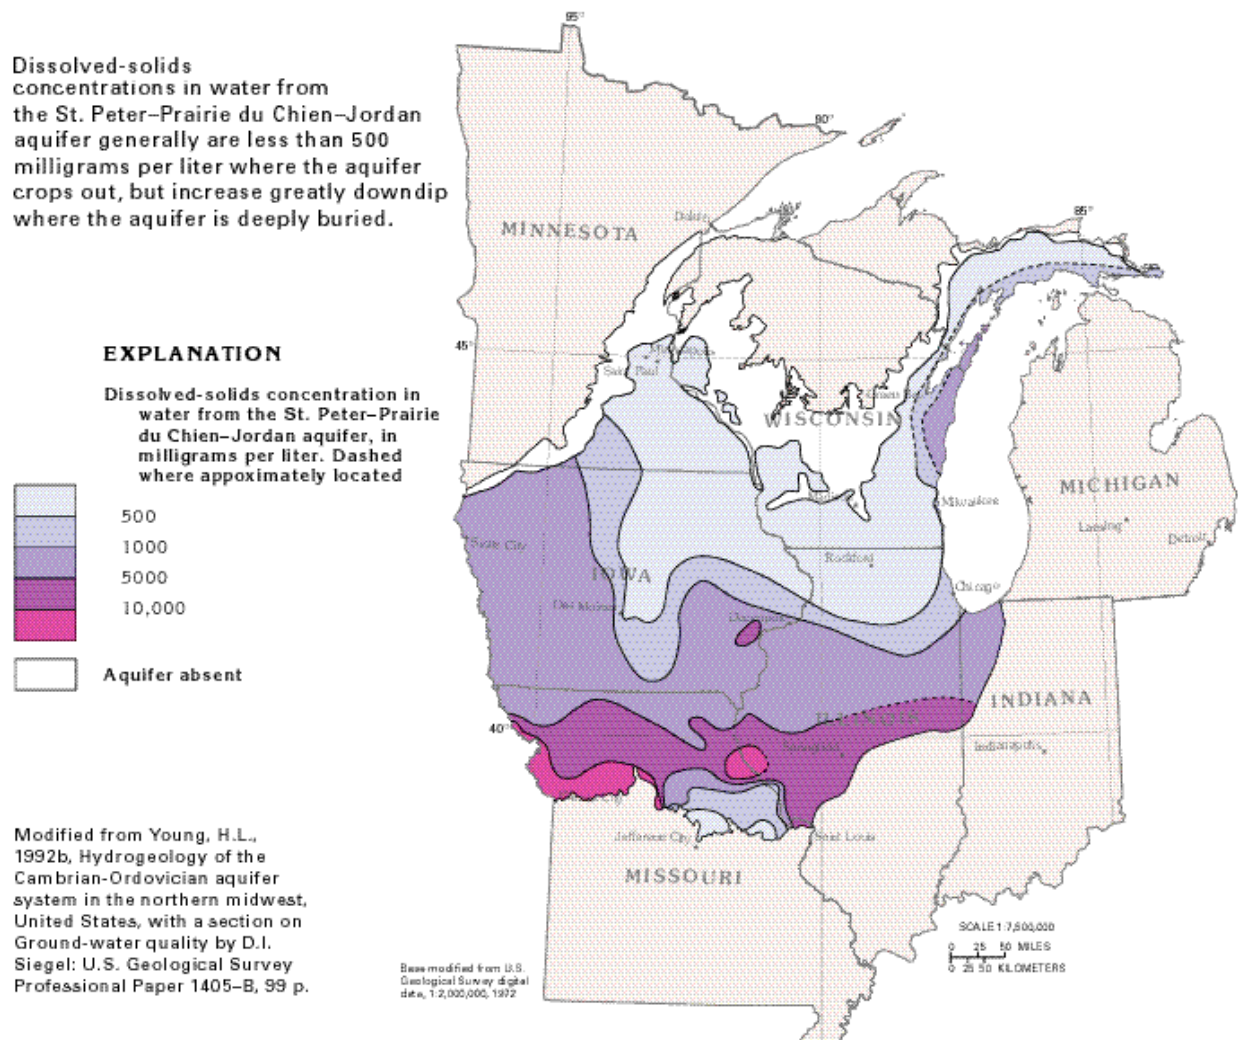 Dissolved-solids
concentrations in water from
the St. Peter–Prairie du Chien–Jordan
aquifer generally are less than 500
milligrams per liter where the aquifer
crops out, but increase greatly downdip
where the aquifer is deeply buried.
EXPLANATION
Dissolved-solids concentration in
water from the St. Peter–Prairie
du Chien–Jordan aquifer, in
milligrams per liter. Dashed
where appoximately located
500
1000
5000
10,000
Aquifer absent
Modified from Young, H.L.,
1992b, Hydrogeology of the
Cambrian-Ordovician aquifer
system in the northern midwest,
United States, with a section on
Ground-water quality by D.I.
Siegel: U.S. Geological Survey
Professional Paper 1405–B, 99 p.
95°
90°
85°
45°
40°
MINNESOTA
Duluth
Saint Paul
WISCONSIN
Milwaukee
MICHIGAN
Lansing
Detroit
IOWA
Des Moines
Rockford
Chicago
ILLINOIS
Springfield
INDIANA
Indianapolis
Jefferson City
Saint Louis
MISSOURI
Base modified from U.S.
Geological Survey digital
data, 1:2,000,000, 1972
SCALE 1:7,500,000
0 25 50 MILES
0 25 50 KILOMETERS